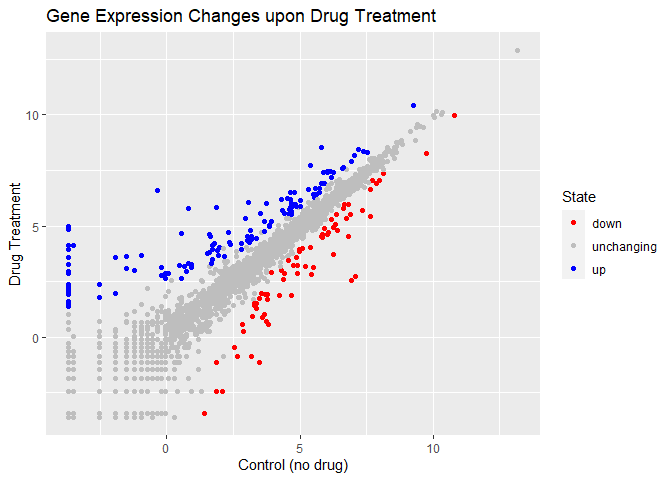 Gene Expression Changes upon Drug Treatment
Drug Treatment
10
5
0
0
5
10
Control (no drug)
State
down
unchanging
up